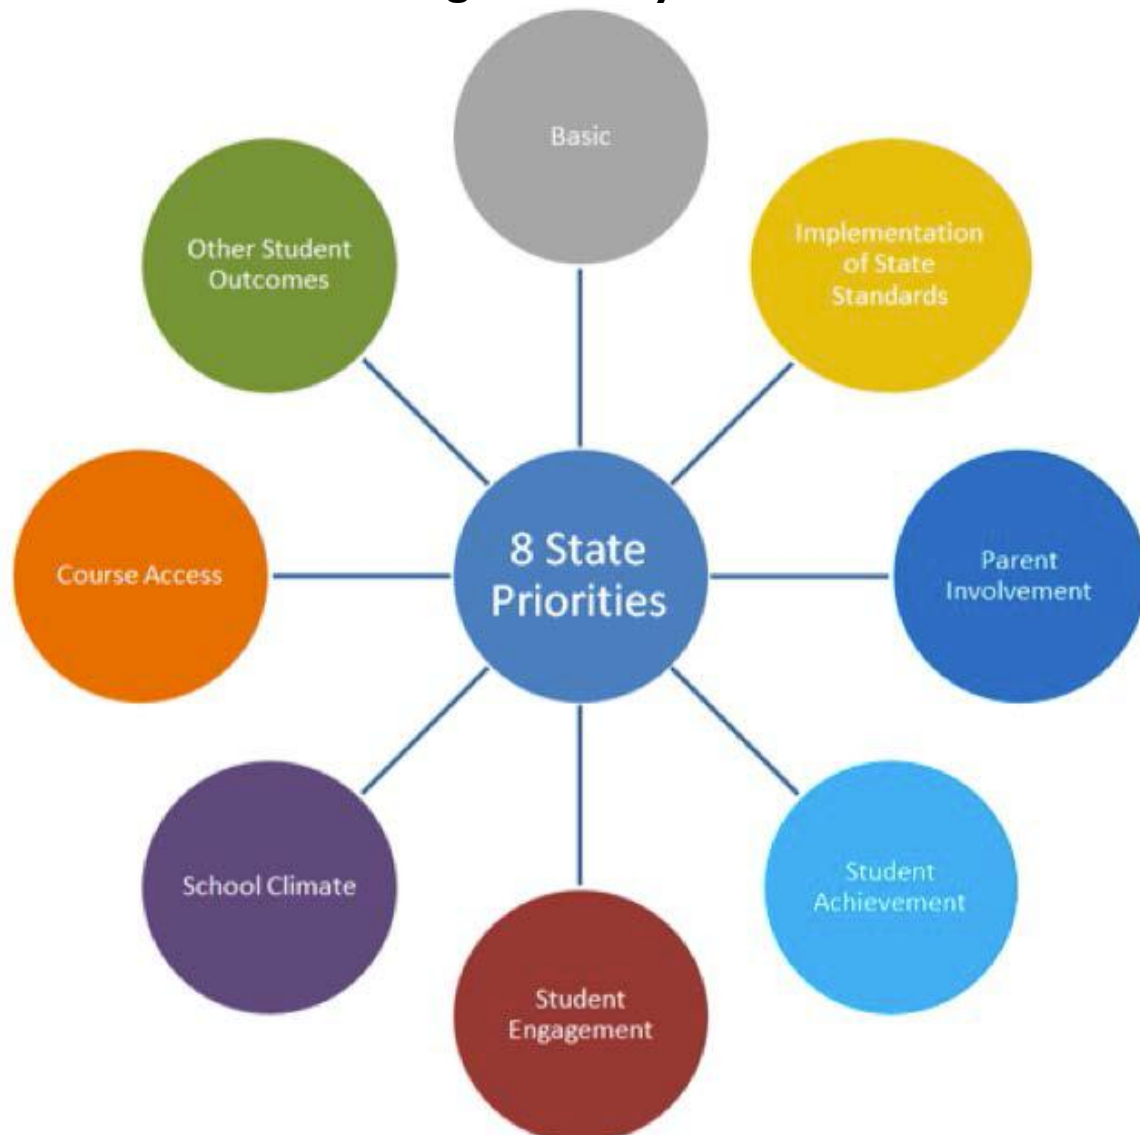 Basic
Implementation
of State
Standards
Parent
Involvement
Student
Achievement
Student
Engagement
School Climate
Course Access
Other Student
Outcomes
8 State
Priorities